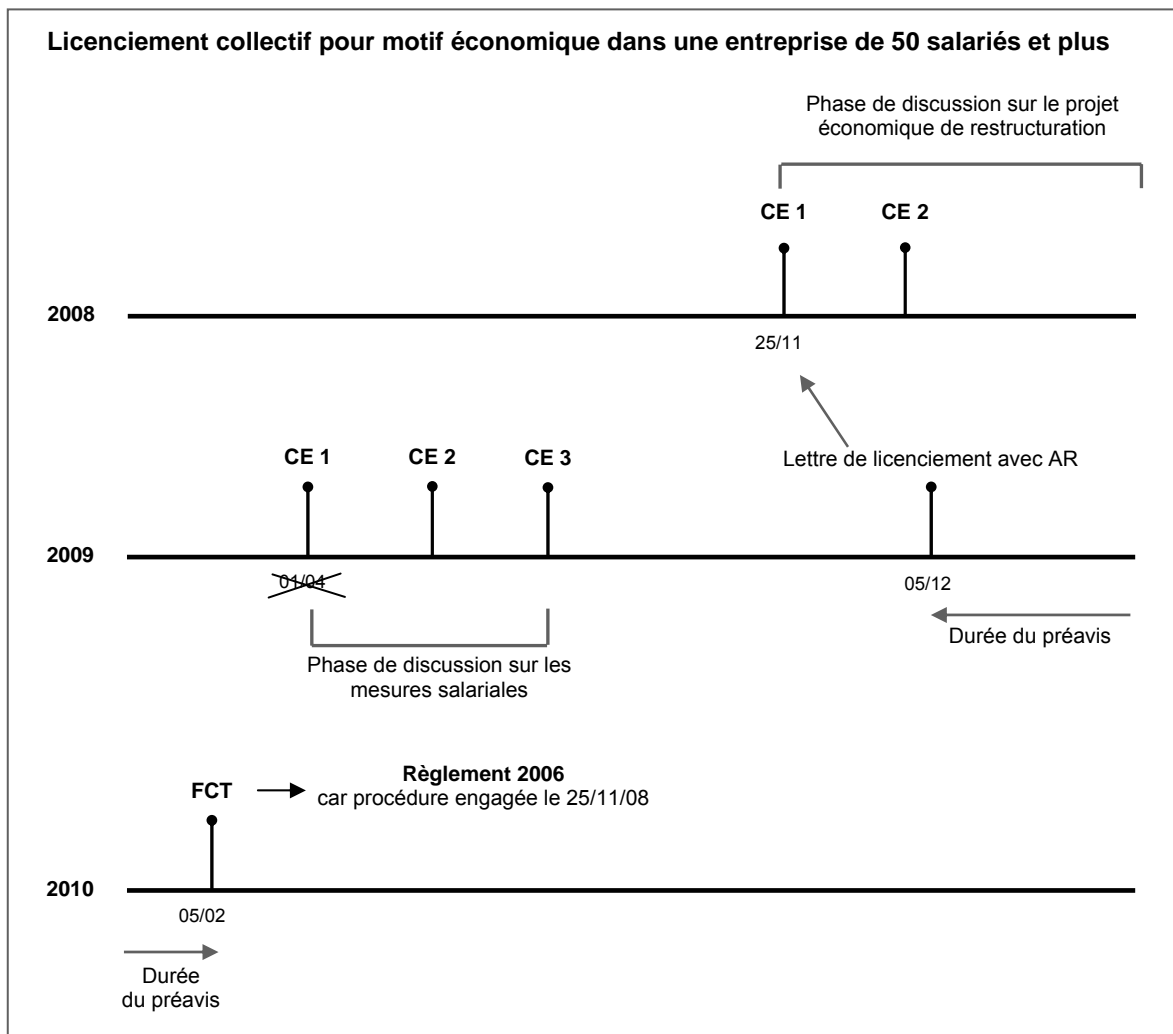 Licenciement collectif pour motif économique dans une entreprise de 50 salariés et plus
Phase de discussion sur le projet
économique de restructuration
CE 1
CE 2
2008
25/11
CE 1
CE 2
CE 3
Lettre de licenciement avec AR
2009
01/04
05/12
Durée du préavis
Phase de discussion sur les
mesures salariales
Règlement 2006
FCT
car procédure engagée le 25/11/08
2010
05/02
Durée
du préavis